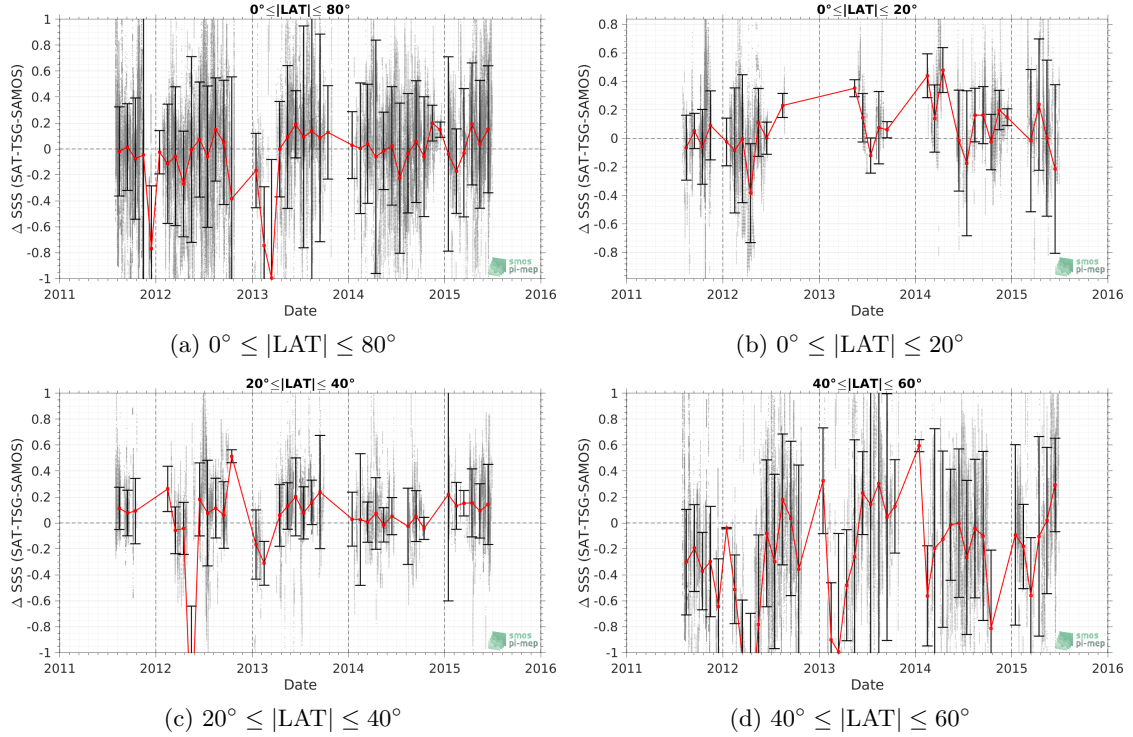 0°≤|LAT|≤ 80°
Δ SSS (SAT-TSG-SAMOS)
1
0.8
0.6
0.4
0.2
0
-0.2
-0.4
-0.6
-0.8
-1
2011 2012 2013 2014 2015 2016
Date
smos
pi-mep
(a) 0° ≤ |LAT| ≤ 80°
0°≤|LAT|≤ 20°
Δ SSS (SAT-TSG-SAMOS)
0.8
0.6
0.4
0.2
0
-0.2
-0.4
-0.6
-0.8
2011 2012 2013 2014 2015 2016
Date
smos
pi-mep
(b) 0° ≤ |LAT| ≤ 20°
20°≤|LAT|≤ 40°
Δ SSS (SAT-TSG-SAMOS)
1
0.8
0.6
0.4
0.2
0
-0.2
-0.4
-0.6
-0.8
-1
2011 2012 2013 2014 2015 2016
Date
smos
pi-mep
(c) 20° ≤ |LAT| ≤ 40°
40°≤|LAT|≤ 60°
Δ SSS (SAT-TSG-SAMOS)
1
0.8
0.6
0.4
0.2
0
-0.2
-0.4
-0.6
-0.8
-1
2011 2012 2013 2014 2015 2016
Date
smos
pi-mep
(d) 40° ≤ |LAT| ≤ 60°